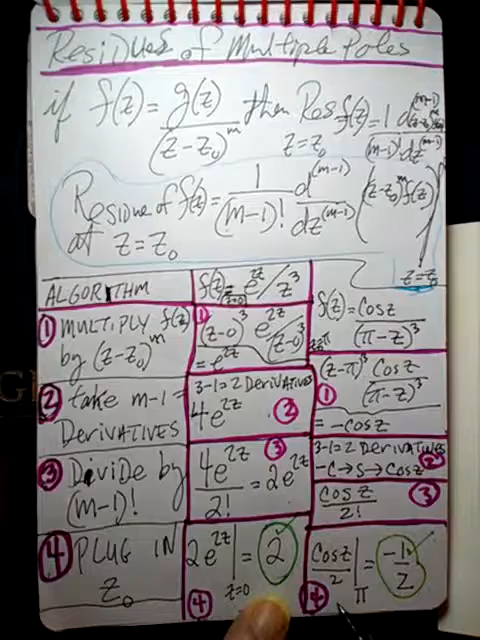 Residues of Multiple Poles
if f(z) = g(z) / (z-z₀)^m then Res f(z) = 1 d^(m-1) (z-z₀)^m f(z) / (m-1)! dz^(m-1)
z=z₀
Residue of f(z) = 1/(m-1)! d^(m-1)/dz^(m-1) ((z-z₀)^m f(z))
at z=z₀
z=z₀
ALGORITHM
① MULTIPLY f(z)
by (z-z₀)^m
② take m-1 =
DERIVATIVES
③ Divide by
(m-1)!
④ PLUG IN
z₀
f(z) = e^2z/z³
z=0
① (z-0)³ e^2z/(z-0)³
= e^2z
3-1=2 DERIVATIVES
4e^2z ②
③
4e^2z/2! = 2e^2z
2e^2z| = 2 ✓
④ z=0
f(z) = cos z
(π-z)³
z=π
(z-π)³ cos z
① (π-z)³
= -cos z
3-1=2 DERIVATIVES
-C→S→cos z ②
cos z/2! ③
cos z/2 | = -1/2 ✓
④ π